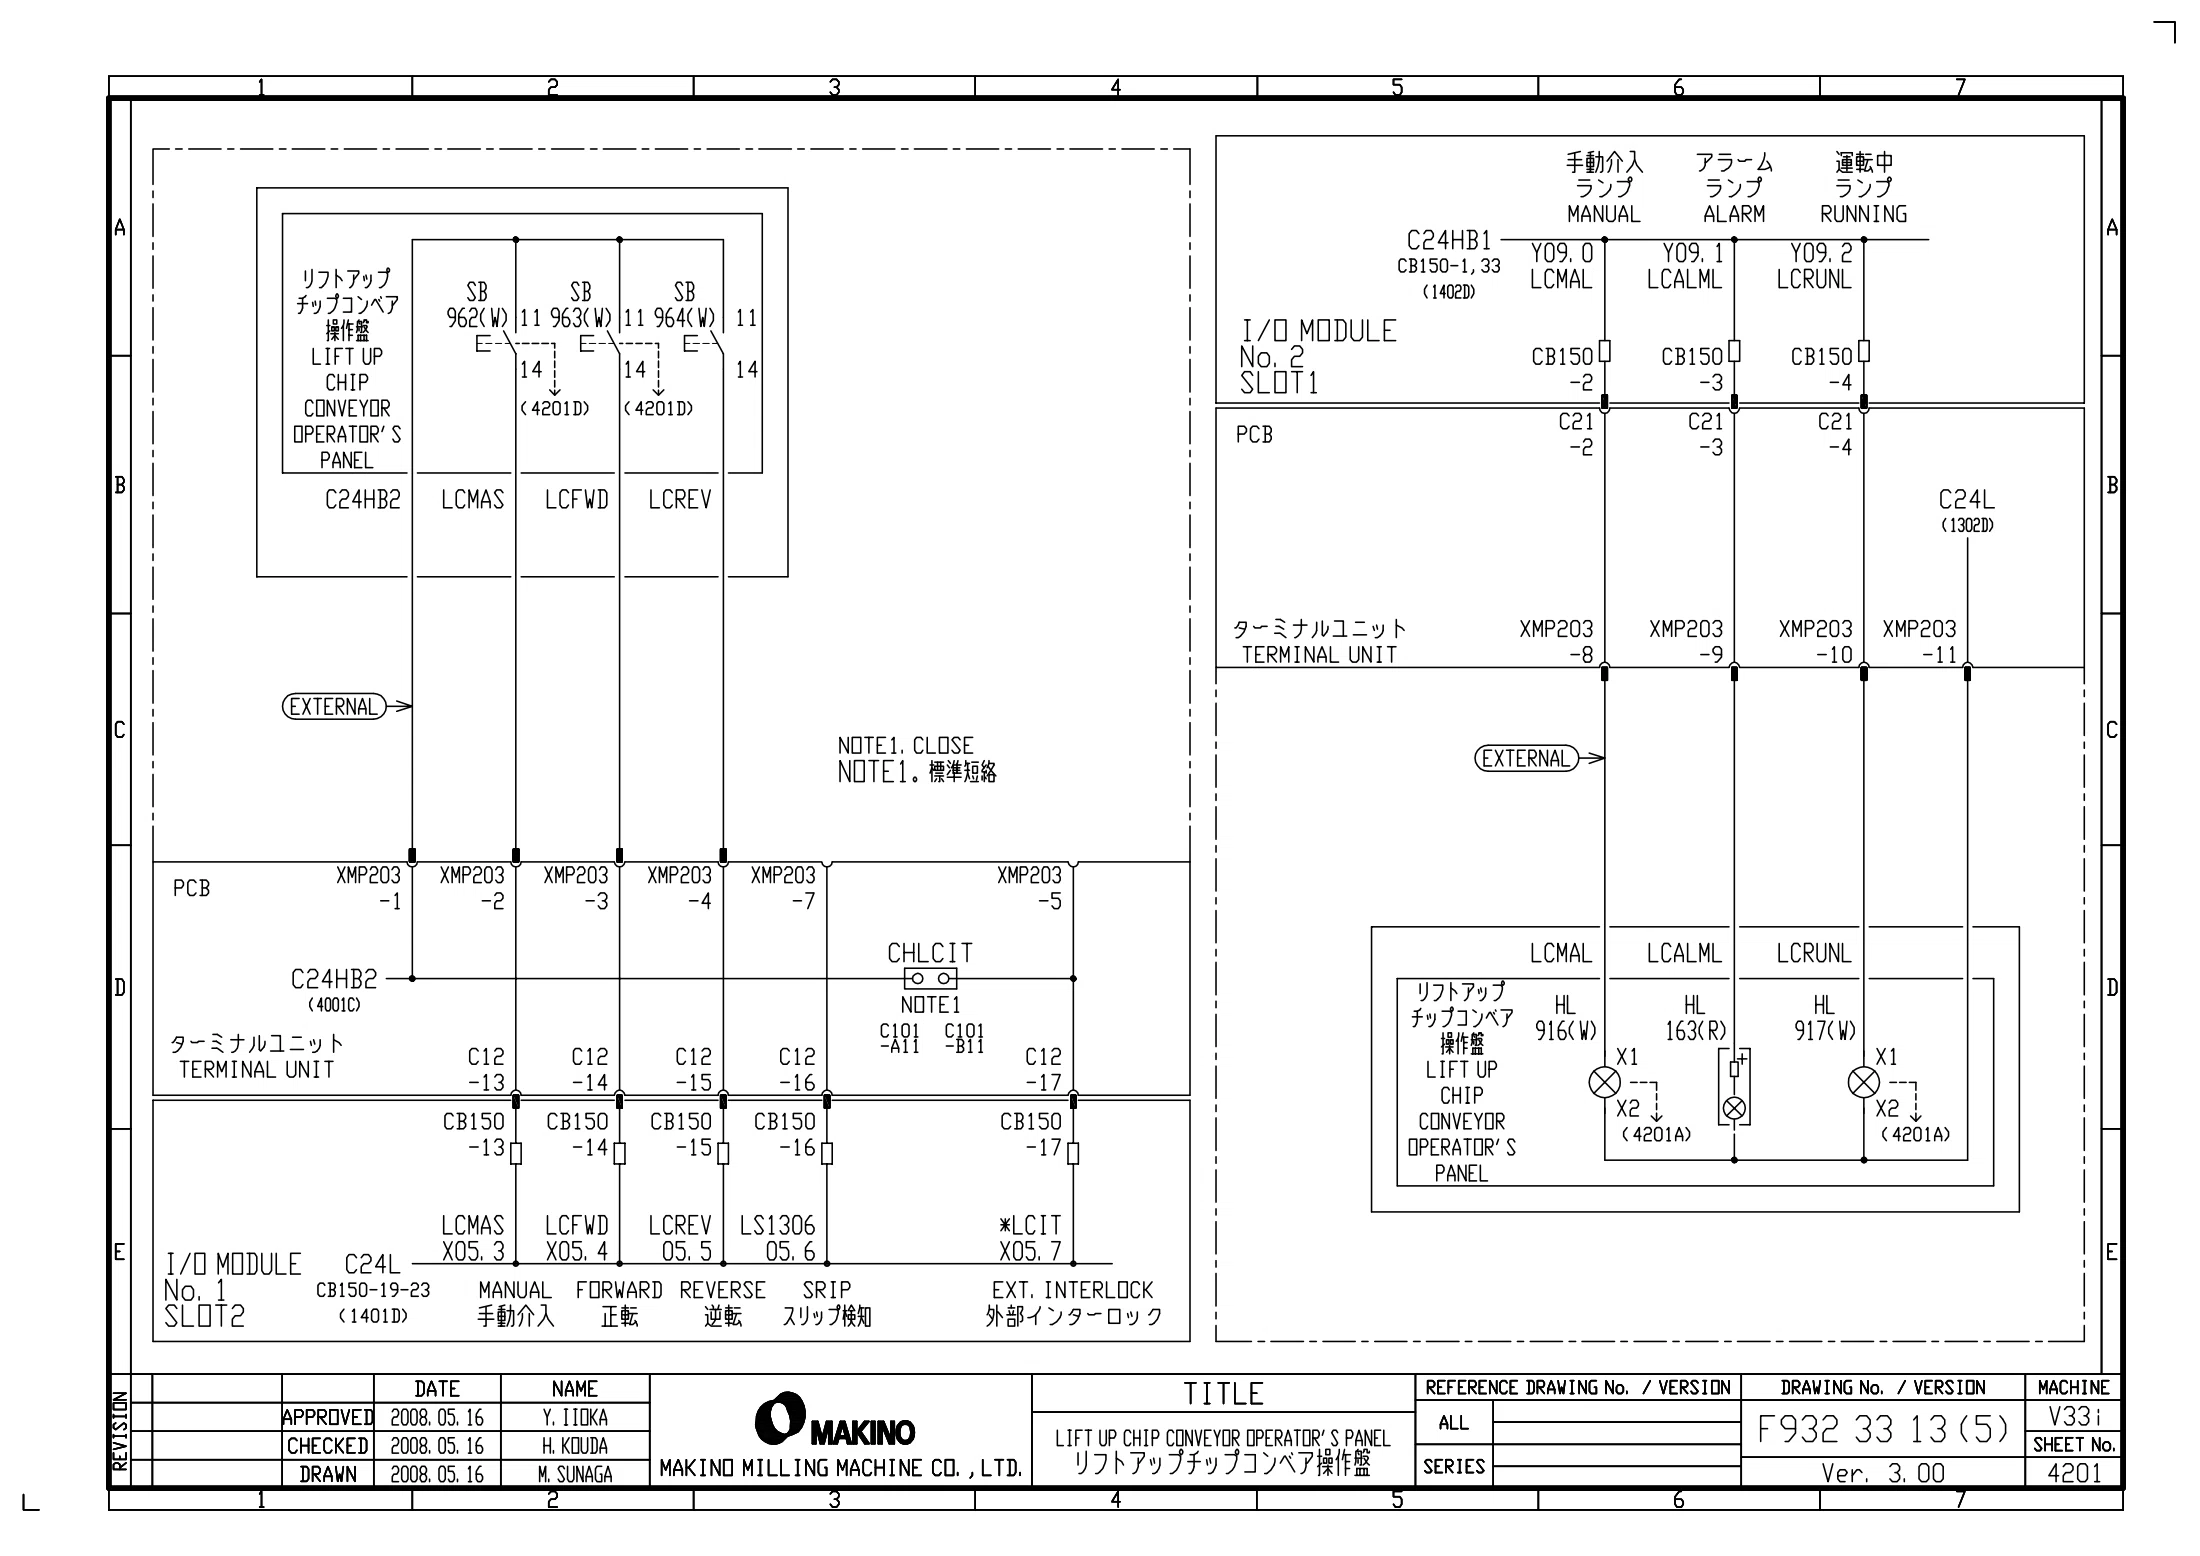 1 2 3 4 5 6 7
A
B
C
D
E
リフトアップ
チップコンベア
操作盤
LIFT UP
CHIP
CONVEYOR
OPERATOR'S
PANEL
SB
962(W)
11
14
(4201D)
SB
963(W)
11
14
(4201D)
SB
964(W)
11
14
C24HB2 LCMAS LCFWD LCREV
EXTERNAL
NOTE1. CLOSE
NOTE1。標準短絡
PCB
XMP203 XMP203 XMP203 XMP203 XMP203 XMP203
-1 -2 -3 -4 -7 -5
C24HB2
(4001C)
CHLCIT
NOTE1
C101 C101
-A11 -B11
ターミナルユニット
TERMINAL UNIT
C12 C12 C12 C12 C12
-13 -14 -15 -16 -17
CB150 CB150 CB150 CB150 CB150
-13 -14 -15 -16 -17
LCMAS LCFWD LCREV LS1306 *LCIT
X05.3 X05.4 05.5 05.6 X05.7
I/O MODULE
No. 1
SLOT2
C24L
CB150-19-23
(1401D)
MANUAL FORWARD REVERSE SRIP EXT. INTERLOCK
手動介入 正転 逆転 スリップ検知 外部インターロック
手動介入 アラーム 運転中
ランプ ランプ ランプ
MANUAL ALARM RUNNING
C24HB1
CB150-1,33
(1402D)
Y09.0 Y09.1 Y09.2
LCMAL LCALML LCRUNL
I/O MODULE
No. 2
SLOT1
CB150 CB150 CB150
-2 -3 -4
PCB
C21 C21 C21
-2 -3 -4
C24L
(1302D)
ターミナルユニット
TERMINAL UNIT
XMP203 XMP203 XMP203 XMP203
-8 -9 -10 -11
EXTERNAL
LCMAL LCALML LCRUNL
リフトアップ
チップコンベア
操作盤
LIFT UP
CHIP
CONVEYOR
OPERATOR'S
PANEL
HL
916(W)
X1
X2
(4201A)
HL
163(R)
+
HL
917(W)
X1
X2
(4201A)
A
B
C
D
E
REVISION
DATE NAME
APPROVED 2008.05.16 Y. IIOKA
CHECKED 2008.05.16 H. KOUDA
DRAWN 2008.05.16 M. SUNAGA
MAKINO
MAKINO MILLING MACHINE CO.,LTD.
TITLE
LIFT UP CHIP CONVEYOR OPERATOR'S PANEL
リフトアップチップコンベア操作盤
REFERENCE DRAWING No. / VERSION
ALL
SERIES
DRAWING No. / VERSION
F932 33 13(5)
Ver. 3.00
MACHINE
V33i
SHEET No.
4201
1 2 3 4 5 6 7